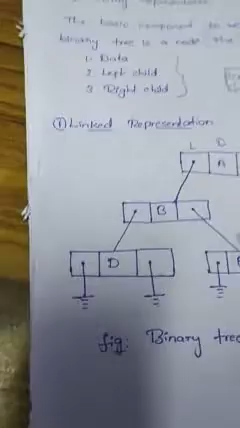 The basic component to
binary tree is a node. The
1. Data
2. Left child
3. Right child
① Linked Representation
L D
A
B
D
fig: Binary tree